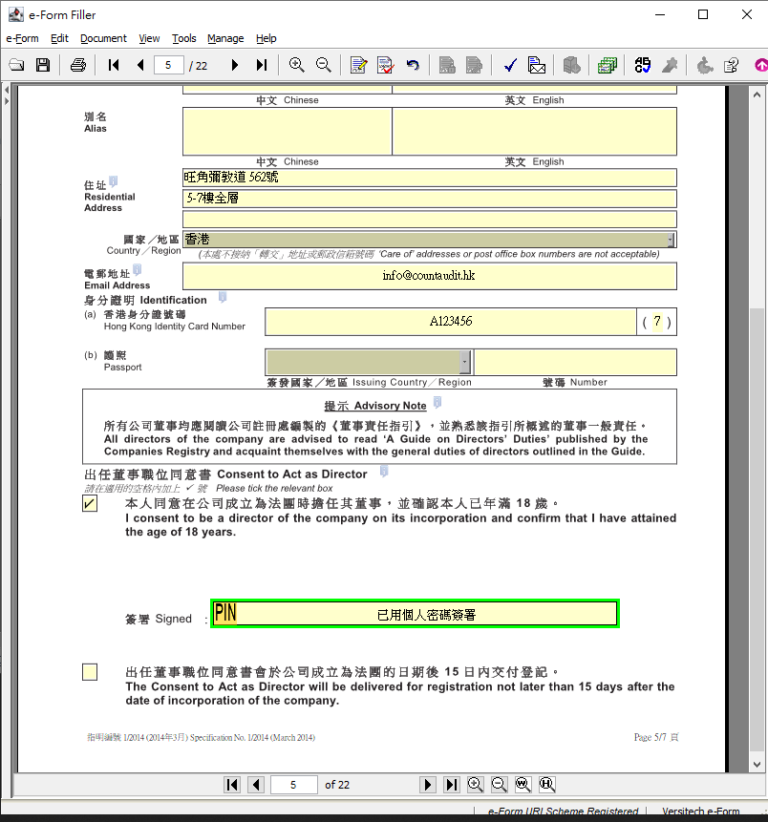 e-Form Filler
e-Form Edit Document View Tools Manage Help
5 / 22
中文 Chinese 英文 English
別名
Alias
中文 Chinese 英文 English
住址 旺角彌敦道 562號
Residential 5-7樓全層
Address
國家／地區 香港
Country／Region (本處不接納「轉交」地址或郵政信箱號碼 'Care of' addresses or post office box numbers are not acceptable)
電郵地址
Email Address info@countaudit.hk
身分證明 Identification
(a) 香港身分證號碼
Hong Kong Identity Card Number A123456 ( 7 )
(b) 護照
Passport
簽發國家／地區 Issuing Country／Region 號碼 Number
提示 Advisory Note
所有公司董事均應閱讀公司註冊處編製的《董事責任指引》，並熟悉該指引所概述的董事一般責任。
All directors of the company are advised to read 'A Guide on Directors' Duties' published by the
Companies Registry and acquaint themselves with the general duties of directors outlined in the Guide.
出任董事職位同意書 Consent to Act as Director
請在適用的空格內加上 ✓ 號 Please tick the relevant box
本人同意在公司成立為法團時擔任其董事，並確認本人已年滿 18 歲。
I consent to be a director of the company on its incorporation and confirm that I have attained
the age of 18 years.
簽署 Signed : PIN 已用個人密碼簽署
出任董事職位同意書會於公司成立為法團的日期後 15 日內交付登記。
The Consent to Act as Director will be delivered for registration not later than 15 days after the
date of incorporation of the company.
指明編號 1/2014 (2014年3月) Specification No. 1/2014 (March 2014) Page 5/7 頁
5 of 22
e-Form URI Scheme Registered Versitech e-Form